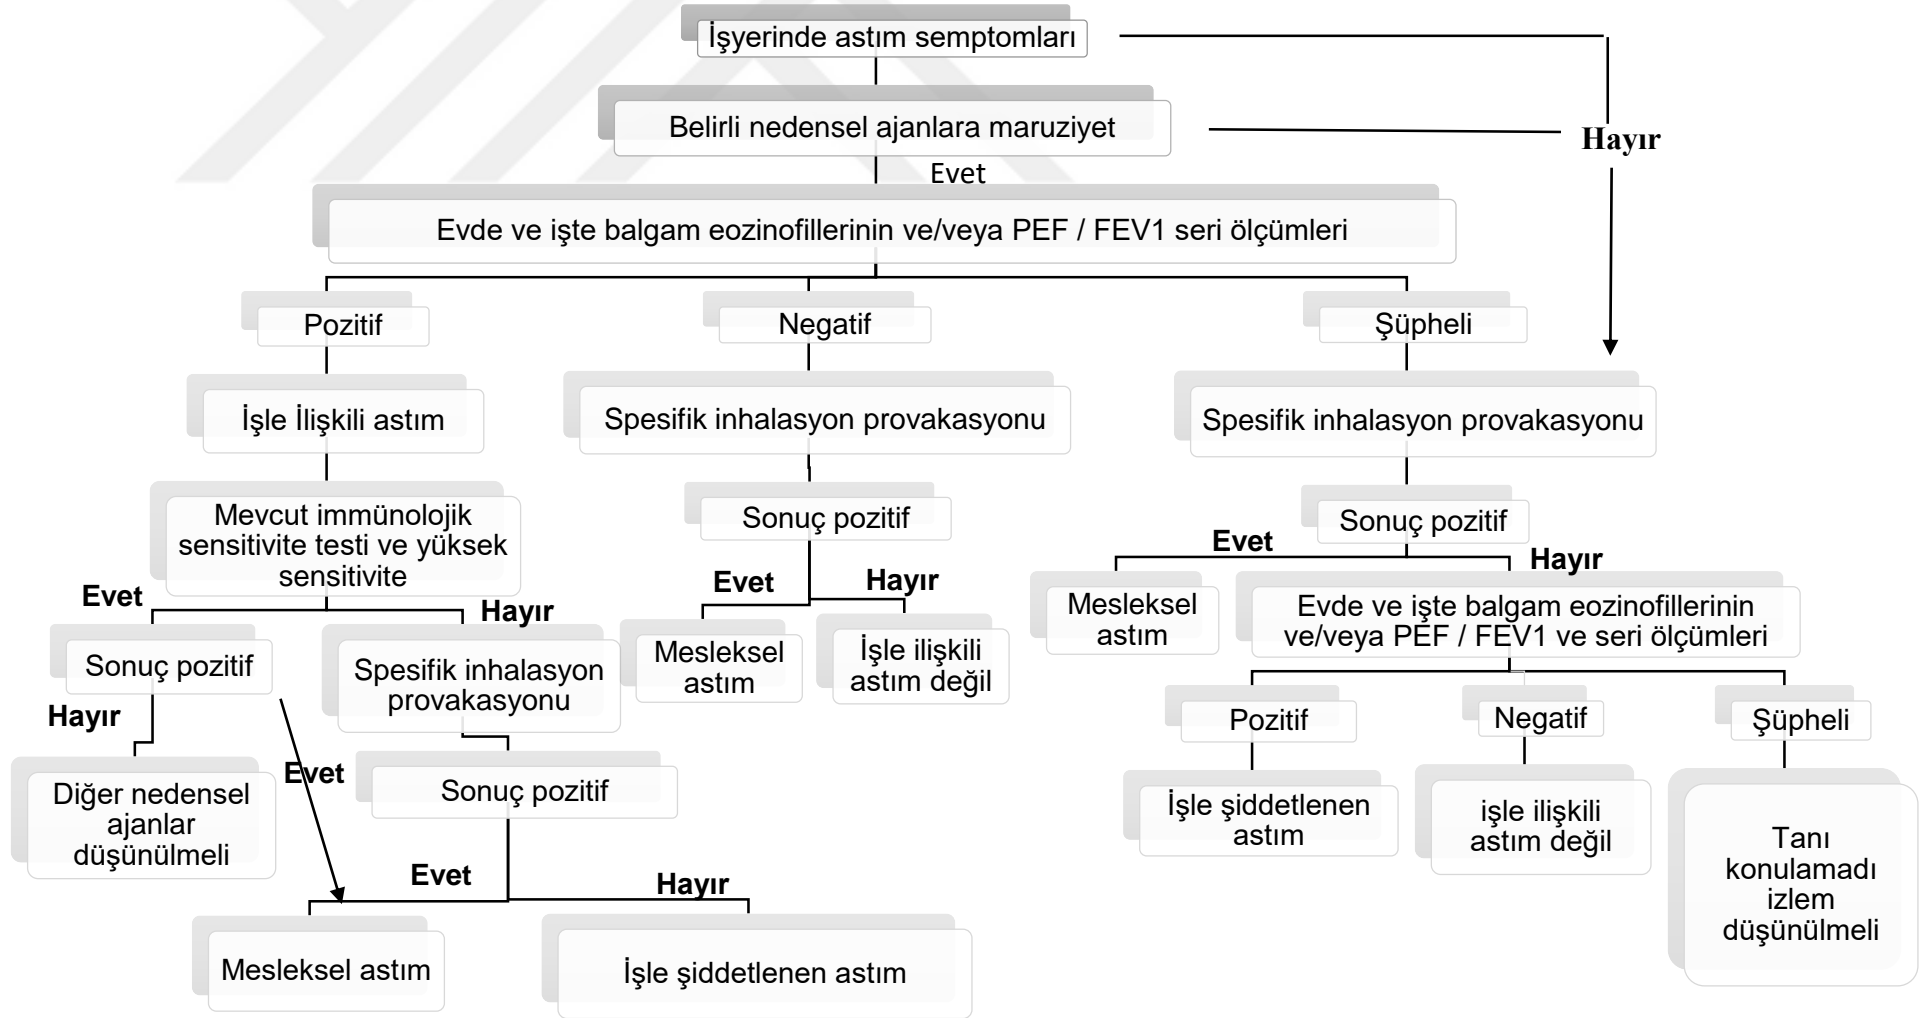 İşyerinde astım semptomları
Belirli nedensel ajanlara maruziyet
Hayır
Evet
Evde ve işte balgam eozinofillerinin ve/veya PEF / FEV1 seri ölçümleri
Pozitif
Negatif
Şüpheli
İşle İlişkili astım
Spesifik inhalasyon provakasyonu
Spesifik inhalasyon provakasyonu
Mevcut immünolojik
sensitivite testi ve yüksek
sensitivite
Sonuç pozitif
Sonuç pozitif
Evet
Hayır
Evet
Hayır
Evet
Hayır
Sonuç pozitif
Spesifik inhalasyon
provakasyonu
Mesleksel
astım
İşle ilişkili
astım değil
Mesleksel
astım
Evde ve işte balgam eozinofillerinin
ve/veya PEF / FEV1 ve seri ölçümleri
Hayır
Evet
Pozitif
Negatif
Şüpheli
Diğer nedensel
ajanlar
düşünülmeli
Sonuç pozitif
İşle şiddetlenen
astım
işle ilişkili
astım değil
Tanı
konulamadı
izlem
düşünülmeli
Evet
Hayır
Mesleksel astım
İşle şiddetlenen astım